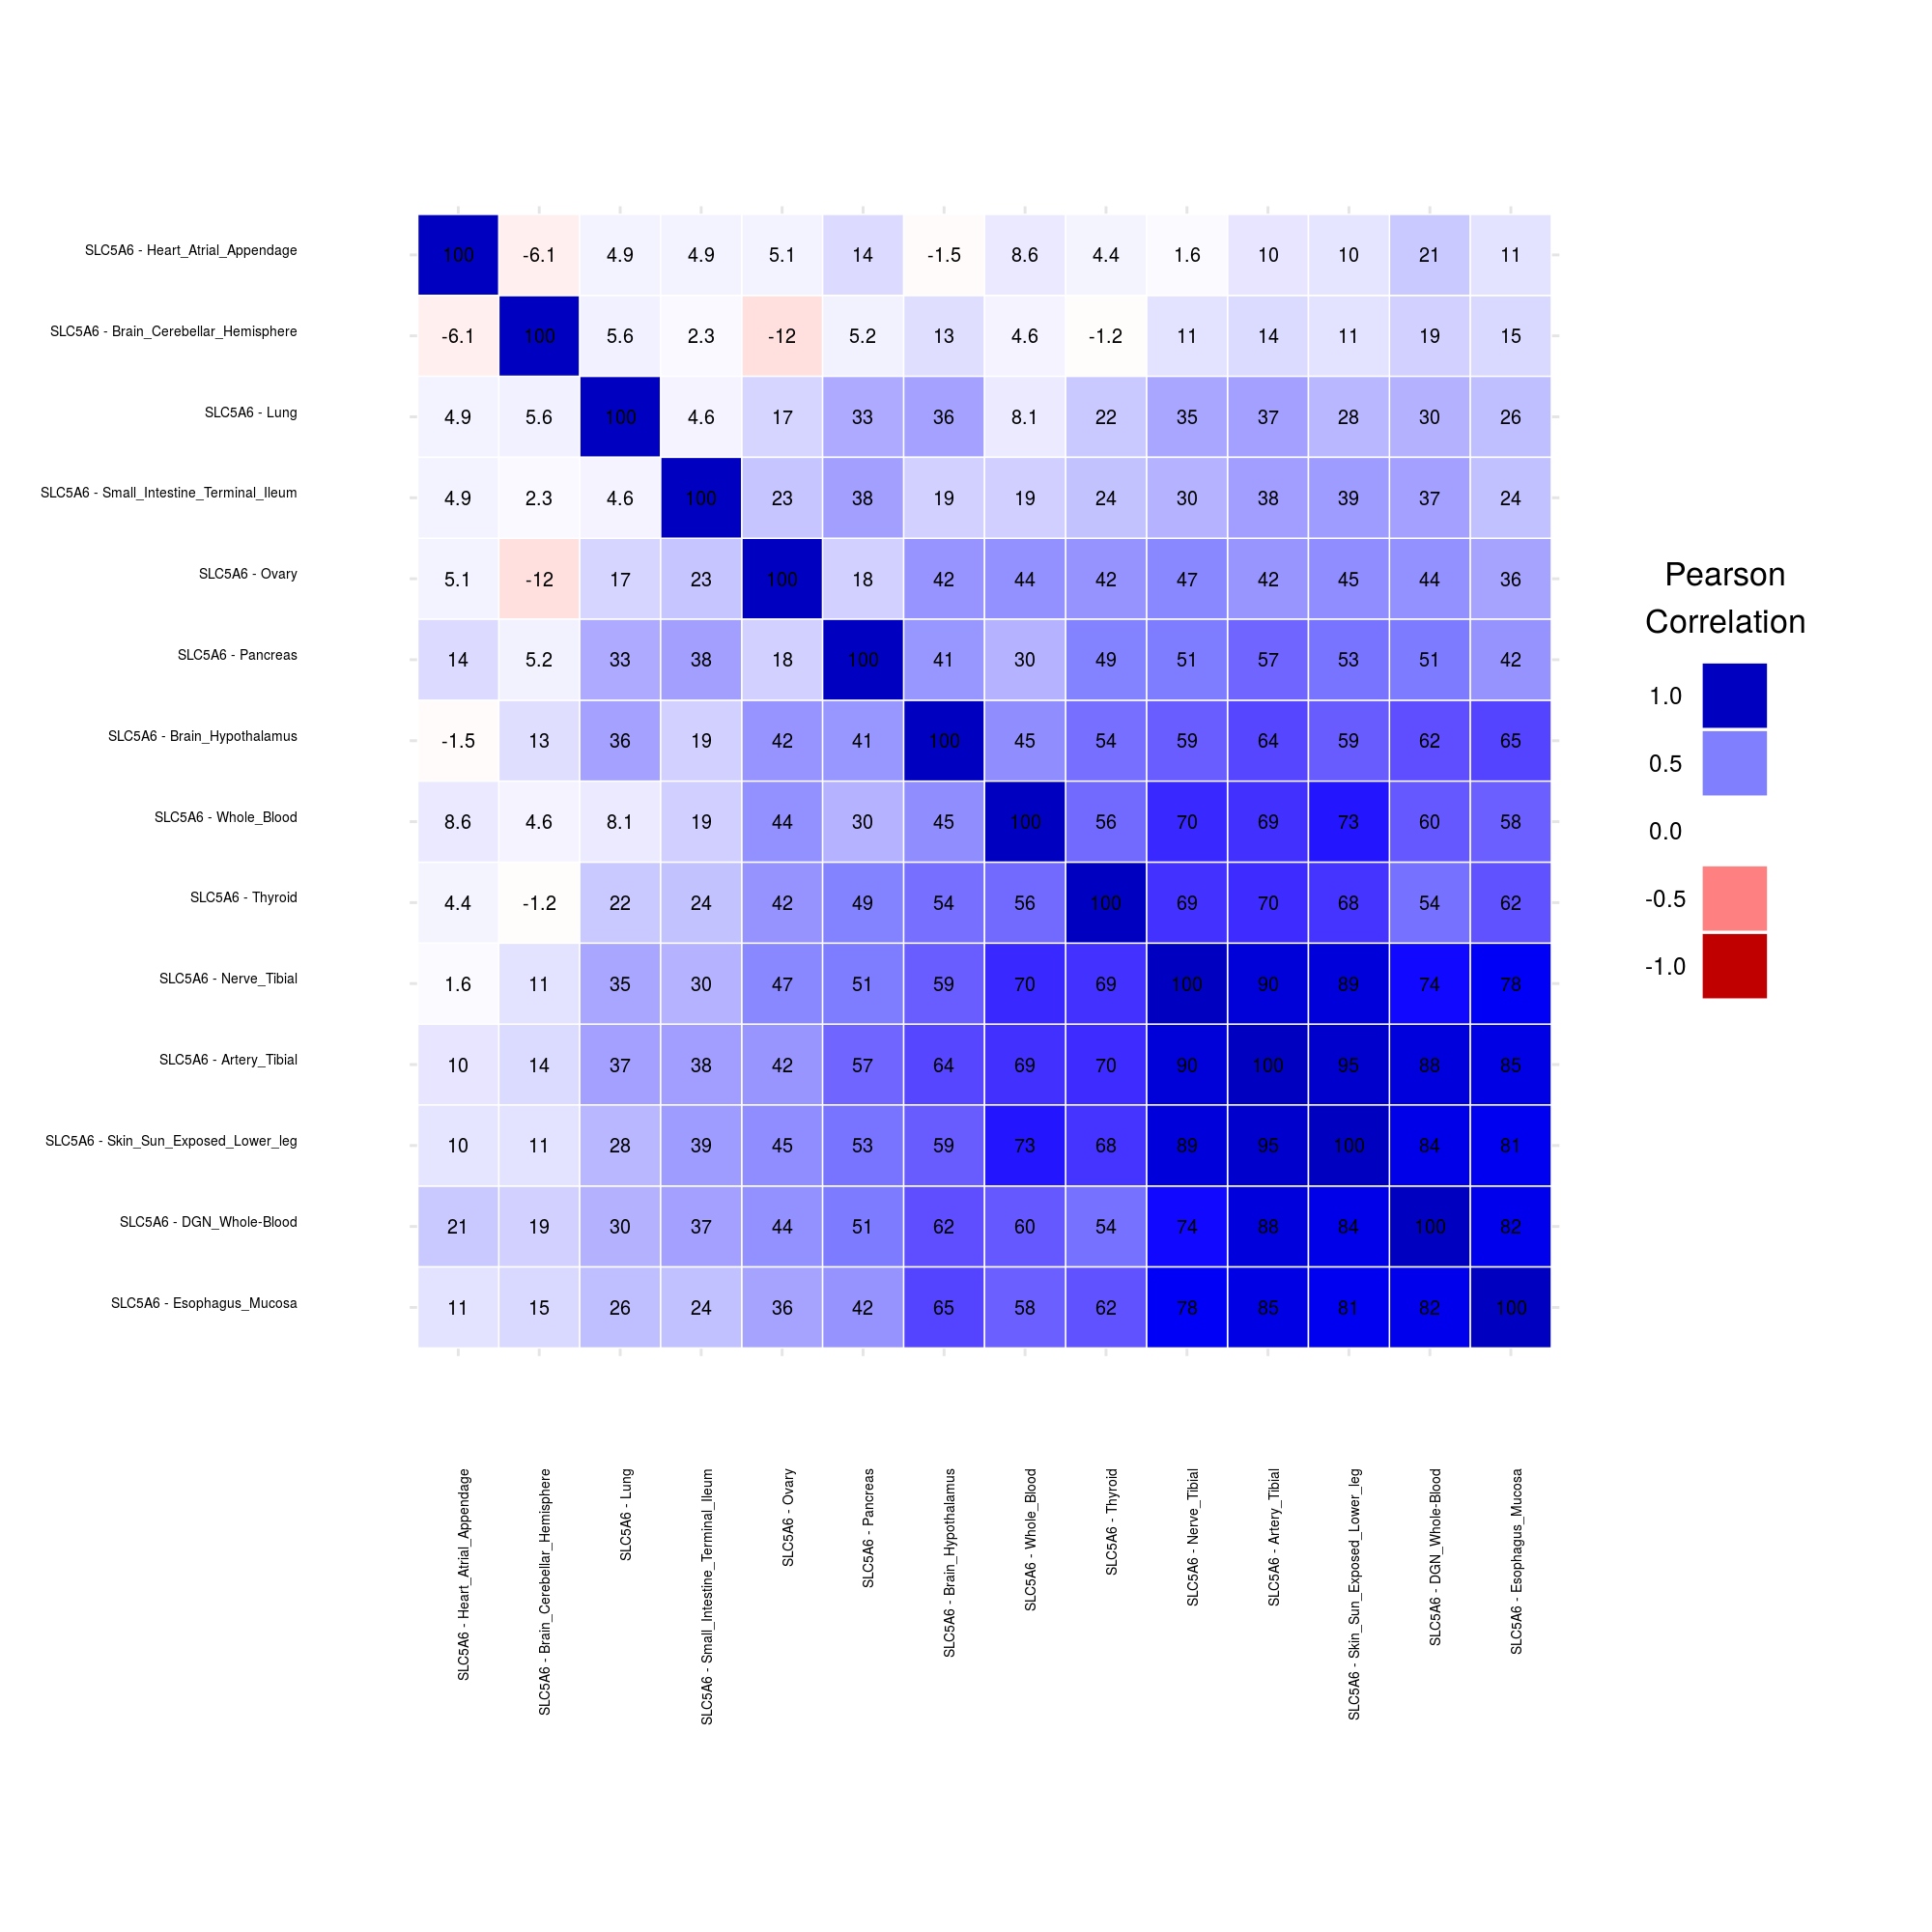 SLC5A6 - Heart_Atrial_Appendage 100 -6.1 4.9 4.9 5.1 14 -1.5 8.6 4.4 1.6 10 10 21 11
SLC5A6 - Brain_Cerebellar_Hemisphere -6.1 100 5.6 2.3 -12 5.2 13 4.6 -1.2 11 14 11 19 15
SLC5A6 - Lung 4.9 5.6 100 4.6 17 33 36 8.1 22 35 37 28 30 26
SLC5A6 - Small_Intestine_Terminal_Ileum 4.9 2.3 4.6 100 23 38 19 19 24 30 38 39 37 24
SLC5A6 - Ovary 5.1 -12 17 23 100 18 42 44 42 47 42 45 44 36
SLC5A6 - Pancreas 14 5.2 33 38 18 100 41 30 49 51 57 53 51 42
SLC5A6 - Brain_Hypothalamus -1.5 13 36 19 42 41 100 45 54 59 64 59 62 65
SLC5A6 - Whole_Blood 8.6 4.6 8.1 19 44 30 45 100 56 70 69 73 60 58
SLC5A6 - Thyroid 4.4 -1.2 22 24 42 49 54 56 100 69 70 68 54 62
SLC5A6 - Nerve_Tibial 1.6 11 35 30 47 51 59 70 69 100 90 89 74 78
SLC5A6 - Artery_Tibial 10 14 37 38 42 57 64 69 70 90 100 95 88 85
SLC5A6 - Skin_Sun_Exposed_Lower_leg 10 11 28 39 45 53 59 73 68 89 95 100 84 81
SLC5A6 - DGN_Whole-Blood 21 19 30 37 44 51 62 60 54 74 88 84 100 82
SLC5A6 - Esophagus_Mucosa 11 15 26 24 36 42 65 58 62 78 85 81 82 100
SLC5A6 - Heart_Atrial_Appendage
SLC5A6 - Brain_Cerebellar_Hemisphere
SLC5A6 - Lung
SLC5A6 - Small_Intestine_Terminal_Ileum
SLC5A6 - Ovary
SLC5A6 - Pancreas
SLC5A6 - Brain_Hypothalamus
SLC5A6 - Whole_Blood
SLC5A6 - Thyroid
SLC5A6 - Nerve_Tibial
SLC5A6 - Artery_Tibial
SLC5A6 - Skin_Sun_Exposed_Lower_leg
SLC5A6 - DGN_Whole-Blood
SLC5A6 - Esophagus_Mucosa
Pearson
Correlation
1.0
0.5
0.0
-0.5
-1.0